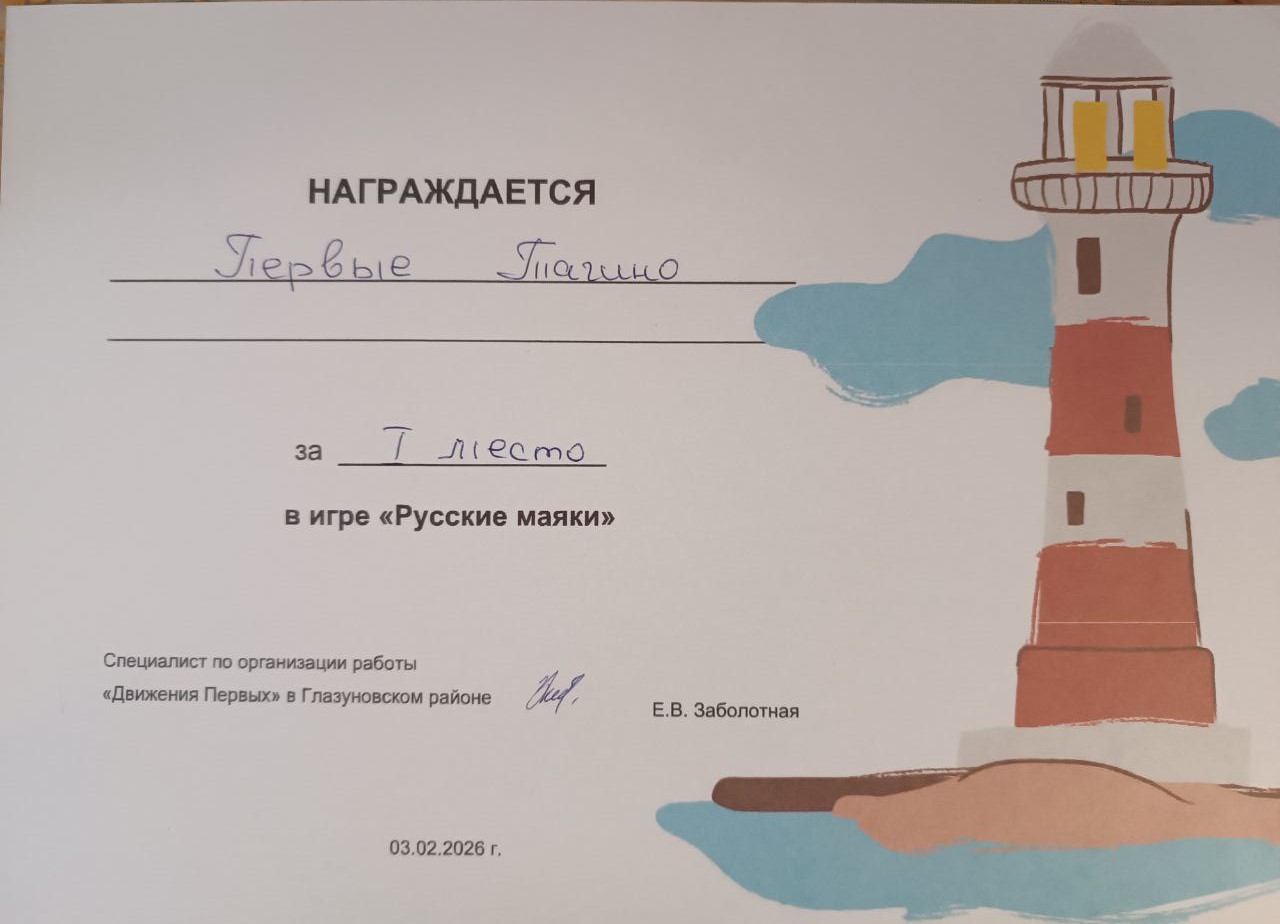 НАГРАЖДАЕТСЯ
Первые Тагино
за I место
в игре «Русские маяки»
Специалист по организации работы
«Движения Первых» в Глазуновском районе
Е.В. Заболотная
03.02.2026 г.